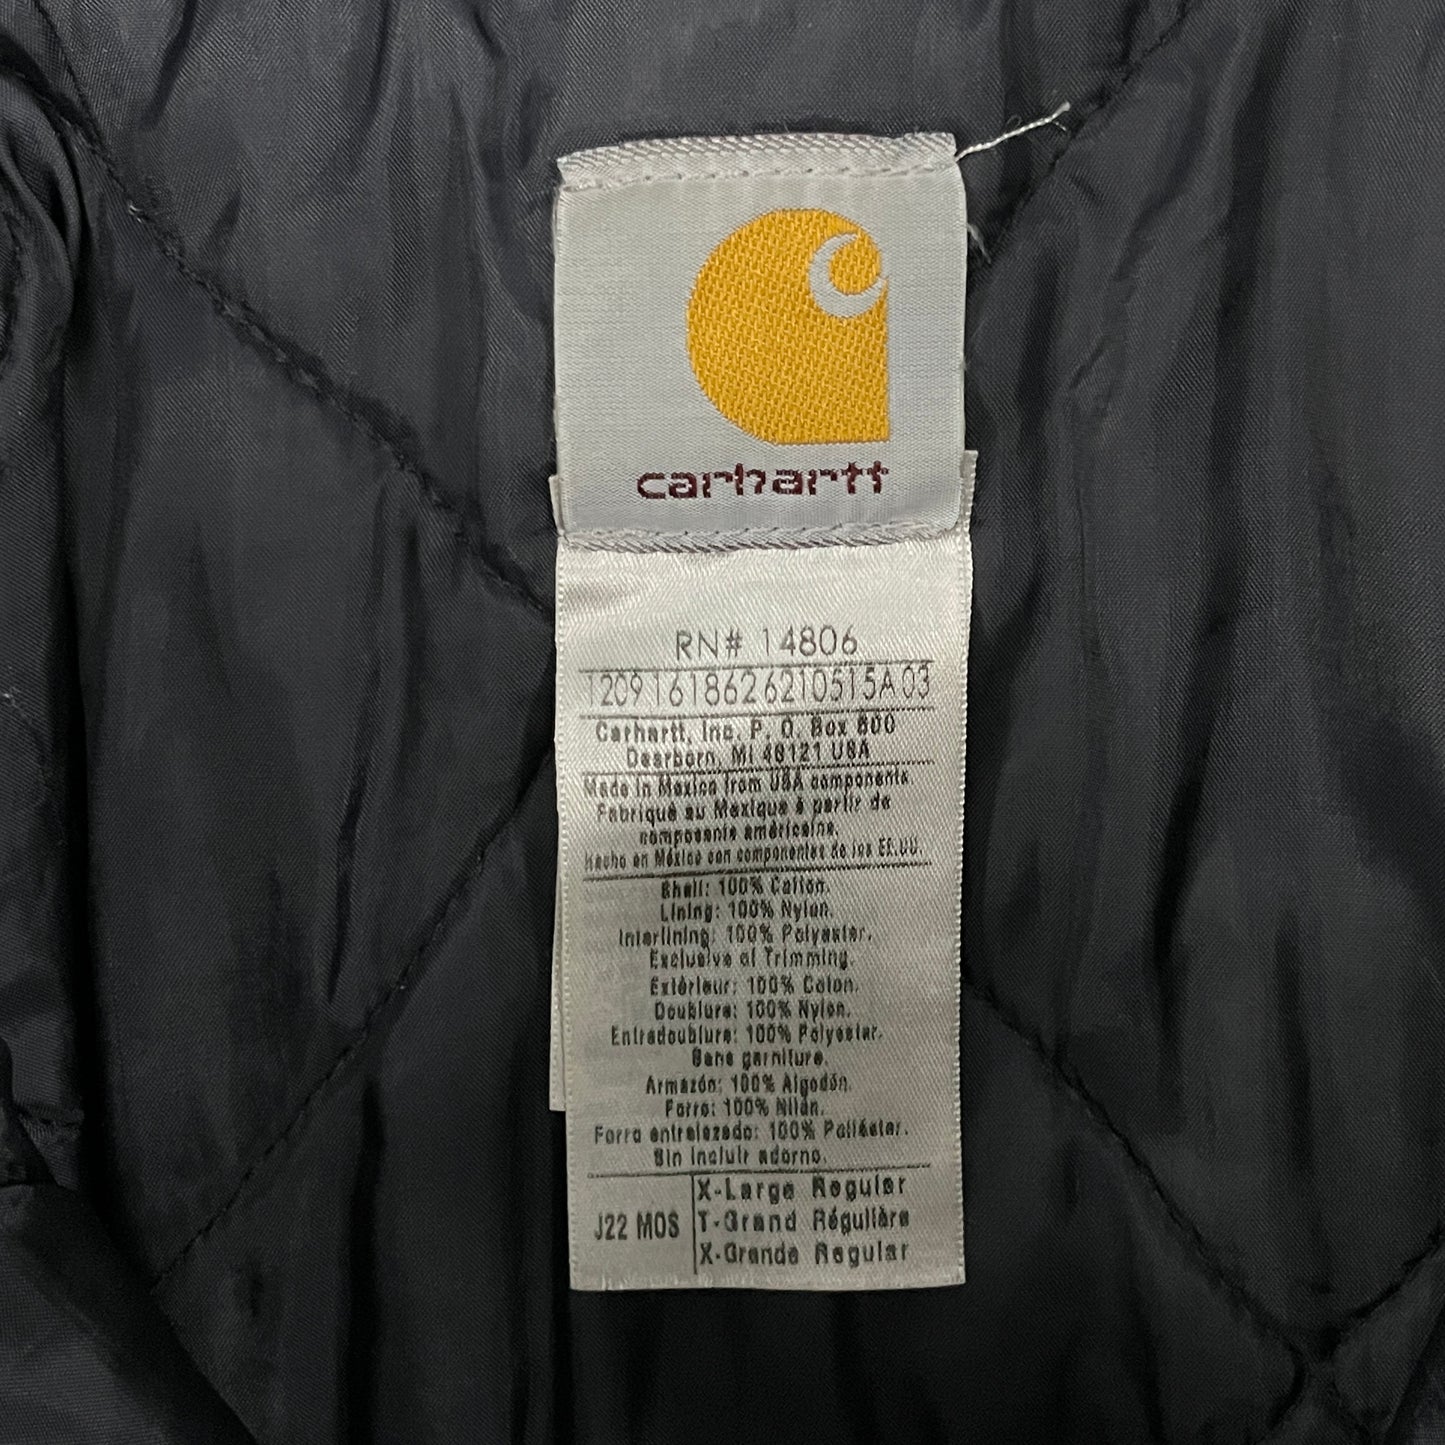 carhartt
RN# 14806
12091618626210515A03
Carhartt, Inc. P. O. Box 600
Dearborn, MI 48121 USA
Made in Mexico from USA components.
Fabriqué au Mexique à partir de
composants américains.
Hecho en México con componentes de los EE.UU.
Shell: 100% Cotton.
Lining: 100% Nylon.
Interlining: 100% Polyester.
Exclusive of Trimming.
Extérieur: 100% Coton.
Doublure: 100% Nylon.
Entredoublure: 100% Polyester.
Sans garniture.
Armazón: 100% Algodón.
Forro: 100% Nilón.
Forro entrelazado: 100% Poliéster.
Sin incluir adorno.
X-Large Regular
J22 MOS T-Grand Régulière
X-Grande Regular